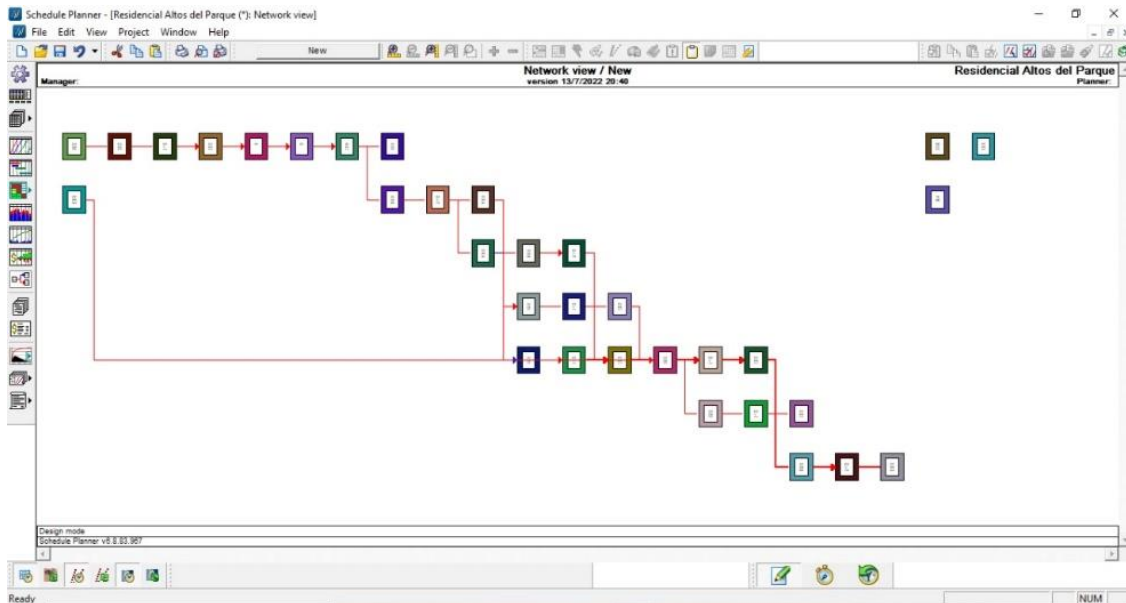 Schedule Planner - [Residencial Altos del Parque (*): Network view]
File Edit View Project Window Help
New
Network view / New
Residencial Altos del Parque
Manager:
version 13/7/2022 20:40
Planner:
Design mode
Schedule Planner v6.8.83.967
Ready
NUM